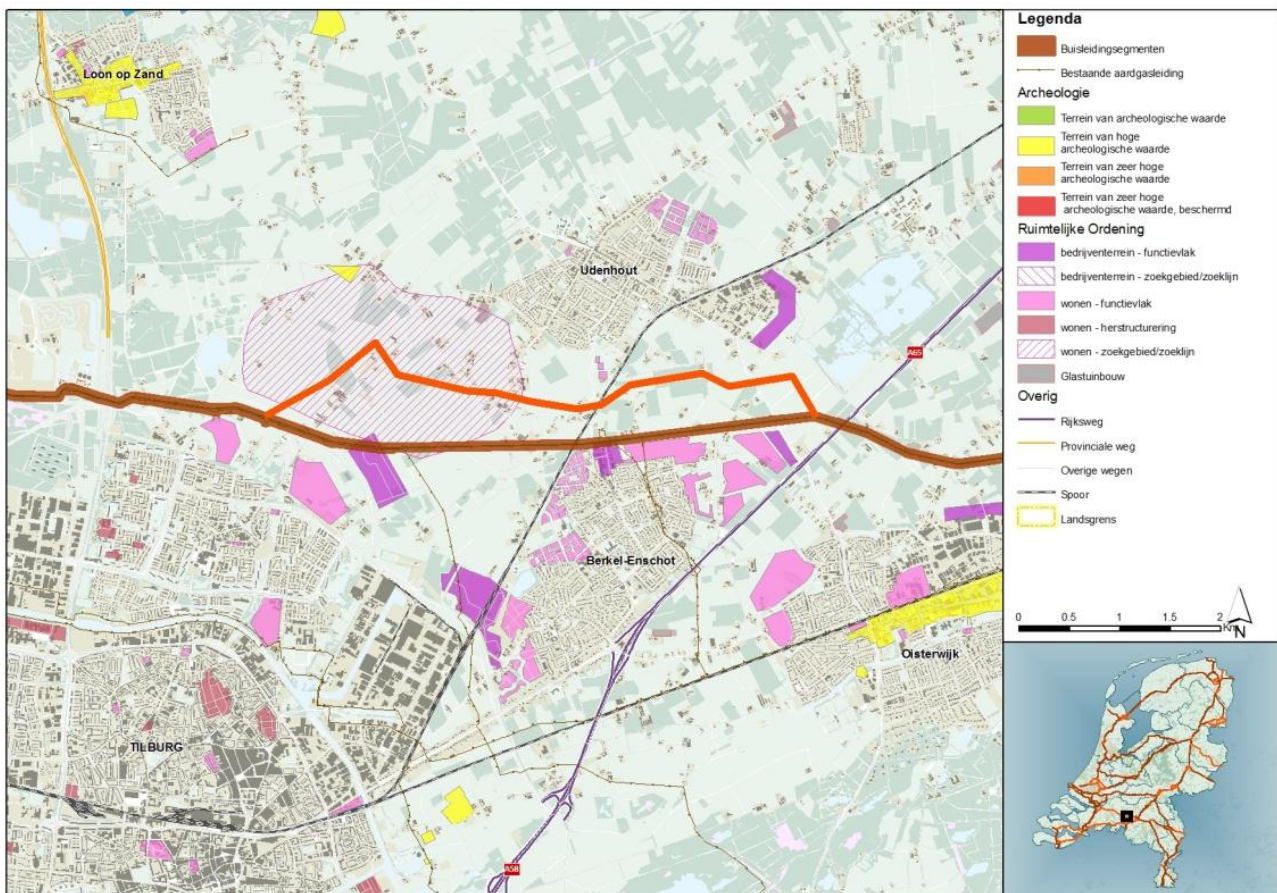 Loon op Zand
Udenhout
A65
Berkel-Enschot
Oisterwijk
TILBURG
A58
Legenda
Buisleidingsegmenten
Bestaande aardgasleiding
Archeologie
Terrein van archeologische waarde
Terrein van hoge
archeologische waarde
Terrein van zeer hoge
archeologische waarde
Terrein van zeer hoge
archeologische waarde, beschermd
Ruimtelijke Ordening
bedrijventerrein - functievlak
bedrijventerrein - zoekgebied/zoeklijn
wonen - functievlak
wonen - herstructurering
wonen - zoekgebied/zoeklijn
Glastuinbouw
Overig
Rijksweg
Provinciale weg
Overige wegen
Spoor
Landsgrens
0 0.5 1 2
Km
N